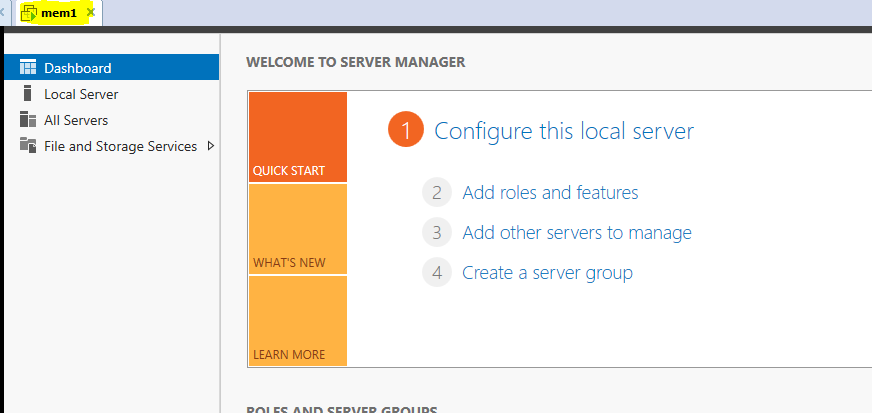 mem1
Dashboard
Local Server
All Servers
File and Storage Services
WELCOME TO SERVER MANAGER
QUICK START
WHAT'S NEW
LEARN MORE
1 Configure this local server
2 Add roles and features
3 Add other servers to manage
4 Create a server group
ROLES AND SERVER GROUPS